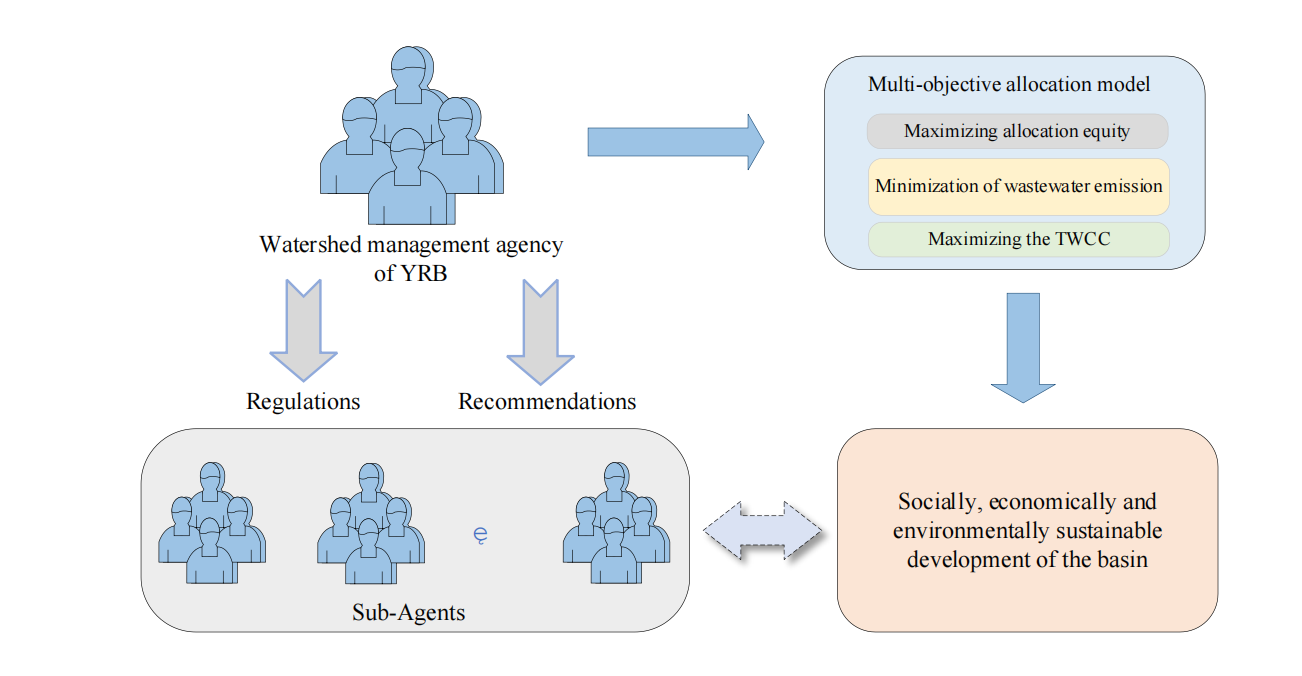 Multi-objective allocation model
Maximizing allocation equity
Minimization of wastewater emission
Maximizing the TWCC
Watershed management agency
of YRB
Regulations
Recommendations
ę
Sub-Agents
Socially, economically and
environmentally sustainable
development of the basin